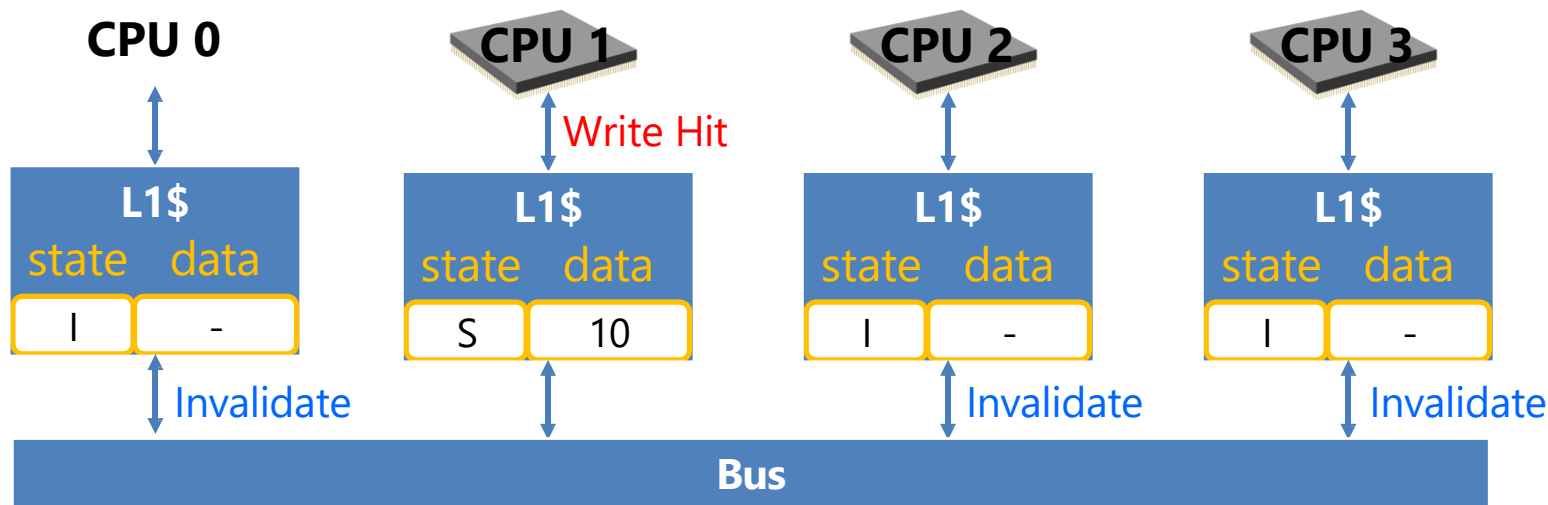 CPU 0 CPU 1 CPU 2 CPU 3
Write Hit
L1$ L1$ L1$ L1$
state data state data state data state data
I - S 10 I - I -
Invalidate Invalidate Invalidate
Bus